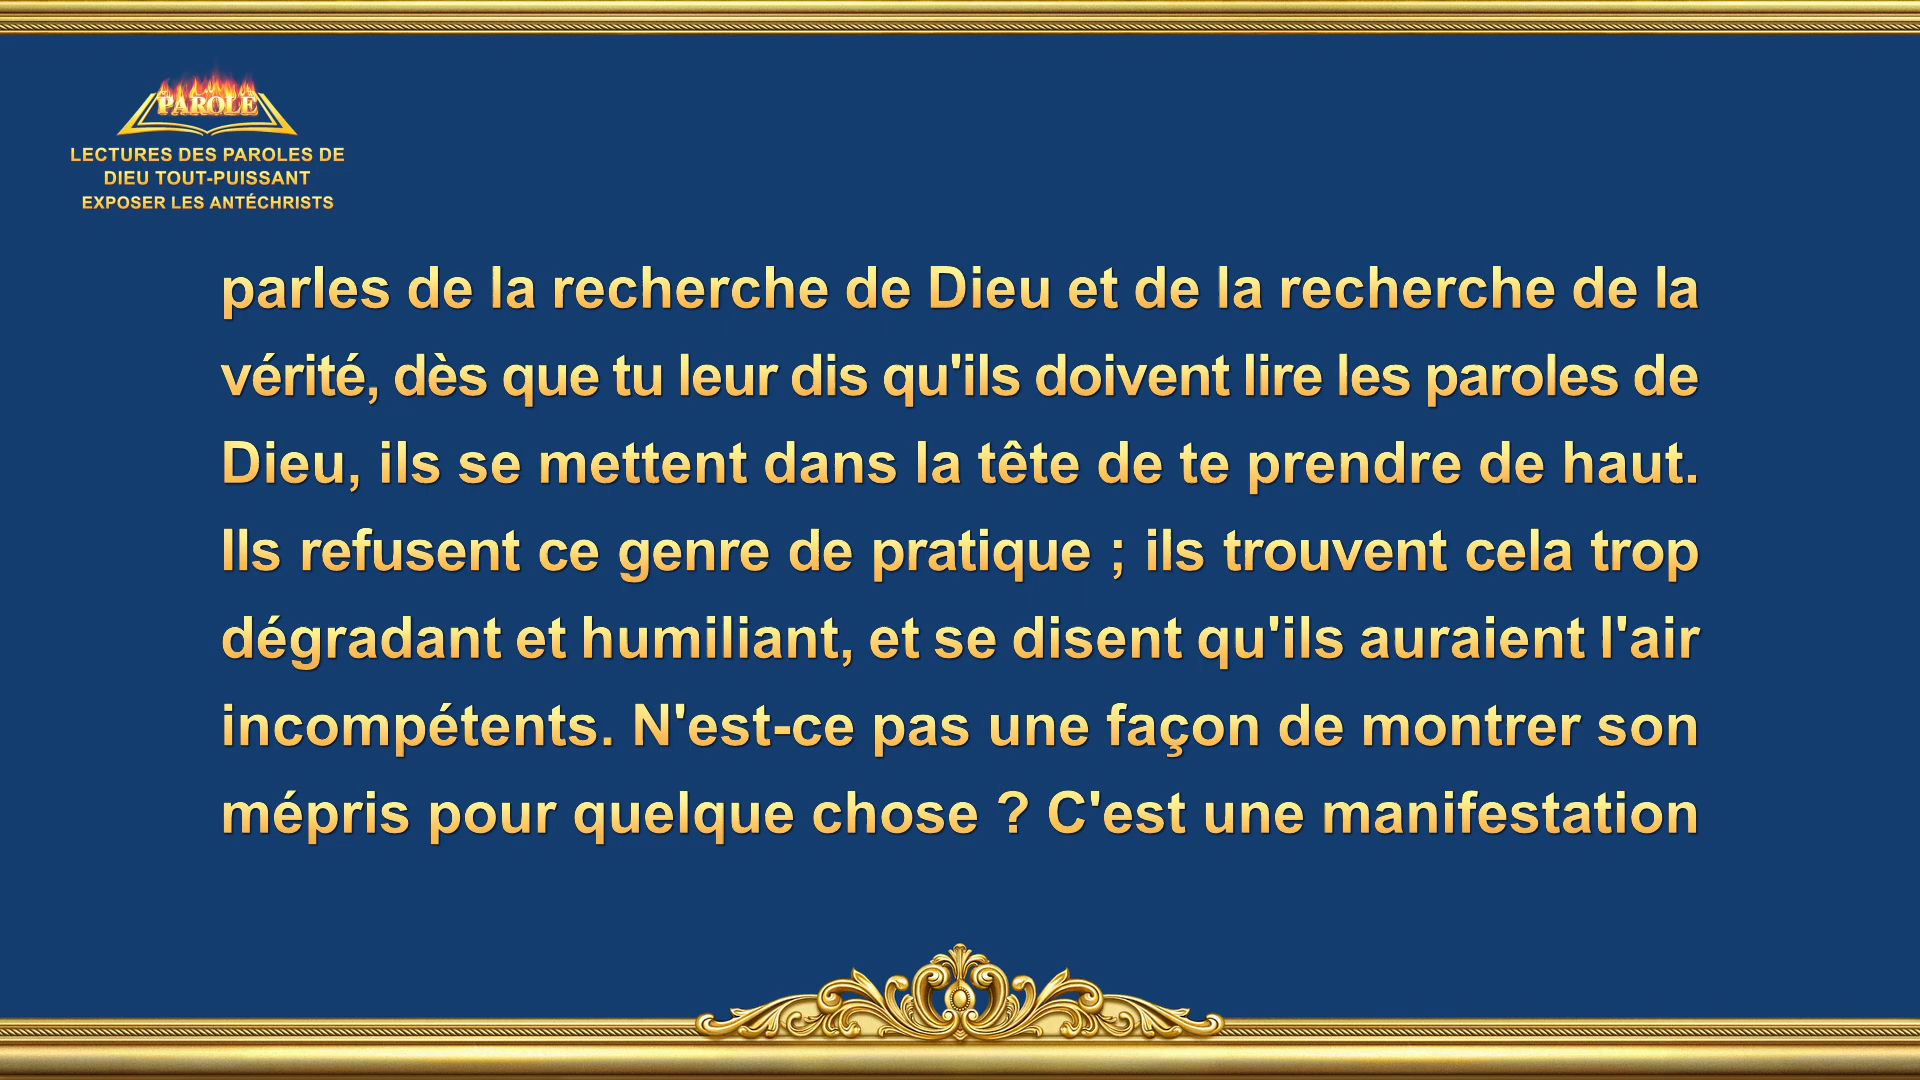 PAROLE
LECTURES DES PAROLES DE
DIEU TOUT-PUISSANT
EXPOSER LES ANTÉCHRISTS
parles de la recherche de Dieu et de la recherche de la
vérité, dès que tu leur dis qu'ils doivent lire les paroles de
Dieu, ils se mettent dans la tête de te prendre de haut.
Ils refusent ce genre de pratique ; ils trouvent cela trop
dégradant et humiliant, et se disent qu'ils auraient l'air
incompétents. N'est-ce pas une façon de montrer son
mépris pour quelque chose ? C'est une manifestation